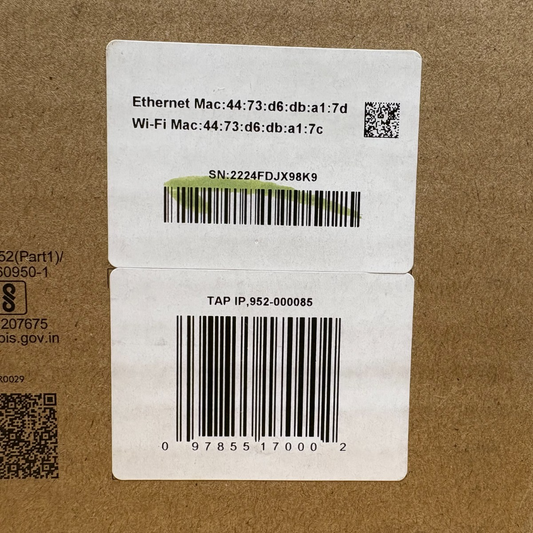 Ethernet Mac:44:73:d6:db:a1:7d
Wi-Fi Mac:44:73:d6:db:a1:7c
SN:2224FDJX98K9
52(Part1)/
60950-1
207675
bis.gov.in
R0029
TAP IP,952-000085
0 97855 17000 2